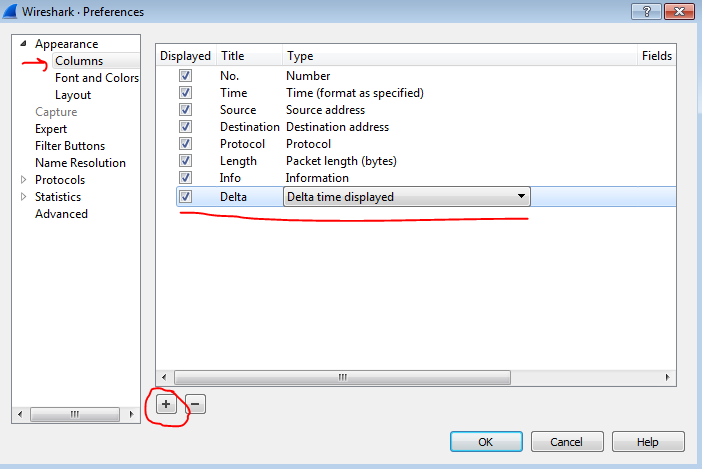 Wireshark · Preferences
Appearance
Columns
Font and Colors
Layout
Capture
Expert
Filter Buttons
Name Resolution
Protocols
Statistics
Advanced
Displayed Title Type Fields
No. Number
Time Time (format as specified)
Source Source address
Destination Destination address
Protocol Protocol
Length Packet length (bytes)
Info Information
Delta Delta time displayed
OK Cancel Help